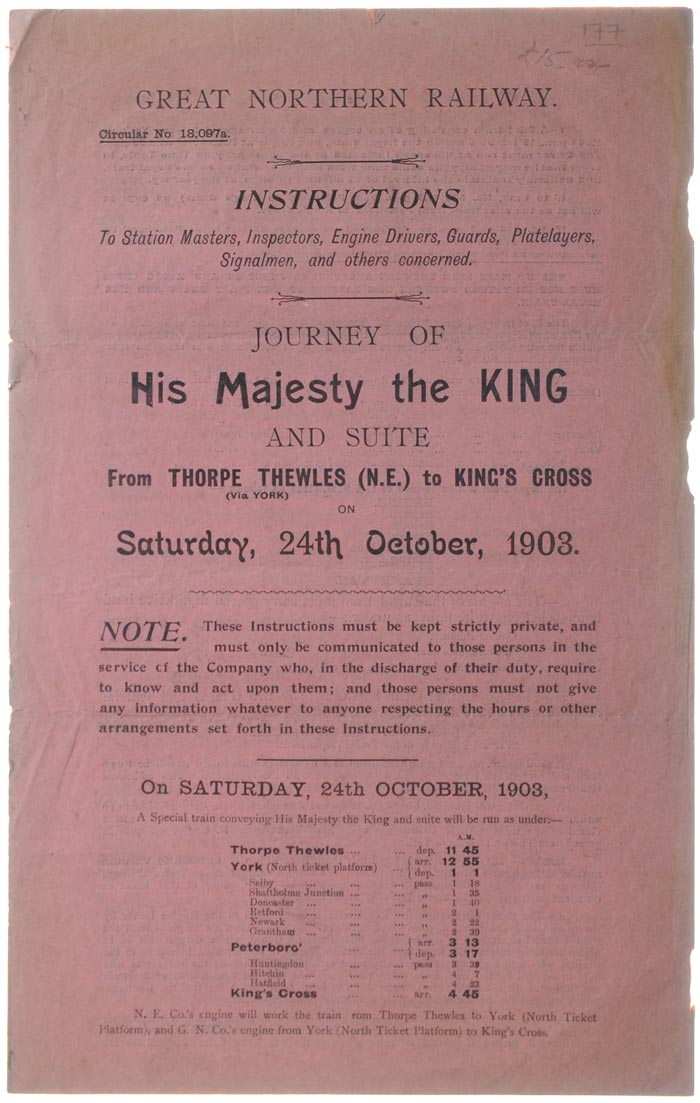 177
GREAT NORTHERN RAILWAY.
Circular No. 18,097a.
INSTRUCTIONS
To Station Masters, Inspectors, Engine Drivers, Guards, Platelayers,
Signalmen, and others concerned.
JOURNEY OF
His Majesty the KING
AND SUITE
From THORPE THEWLES (N.E.) to KING'S CROSS
(Via YORK)
ON
Saturday, 24th October, 1903.
NOTE. These Instructions must be kept strictly private, and
must only be communicated to those persons in the
service of the Company who, in the discharge of their duty, require
to know and act upon them; and those persons must not give
any information whatever to anyone respecting the hours or other
arrangements set forth in these Instructions.
On SATURDAY, 24th OCTOBER, 1903,
A Special train conveying His Majesty the King and suite will be run as under:—
A.M.
Thorpe Thewles ... ... dep. 11 45
York (North ticket platform) ... { arr. 12 55
{ dep. 1 1
Selby ... ... ... pass 1 18
Shaftholme Junction ... ... „ 1 35
Doncaster ... ... ... „ 1 40
Retford ... ... ... „ 2 1
Newark ... ... ... „ 2 22
Grantham ... ... ... „ 2 39
Peterboro' ... ... { arr. 3 13
{ dep. 3 17
Huntingdon ... ... pass 3 39
Hitchin ... ... ... „ 4 7
Hatfield ... ... ... „ 4 23
King's Cross ... ... arr. 4 45
N. E. Co.'s engine will work the train rom Thorpe Thewles to York (North Ticket
Platform), and G. N. Co.'s engine from York (North Ticket Platform) to King's Cross.